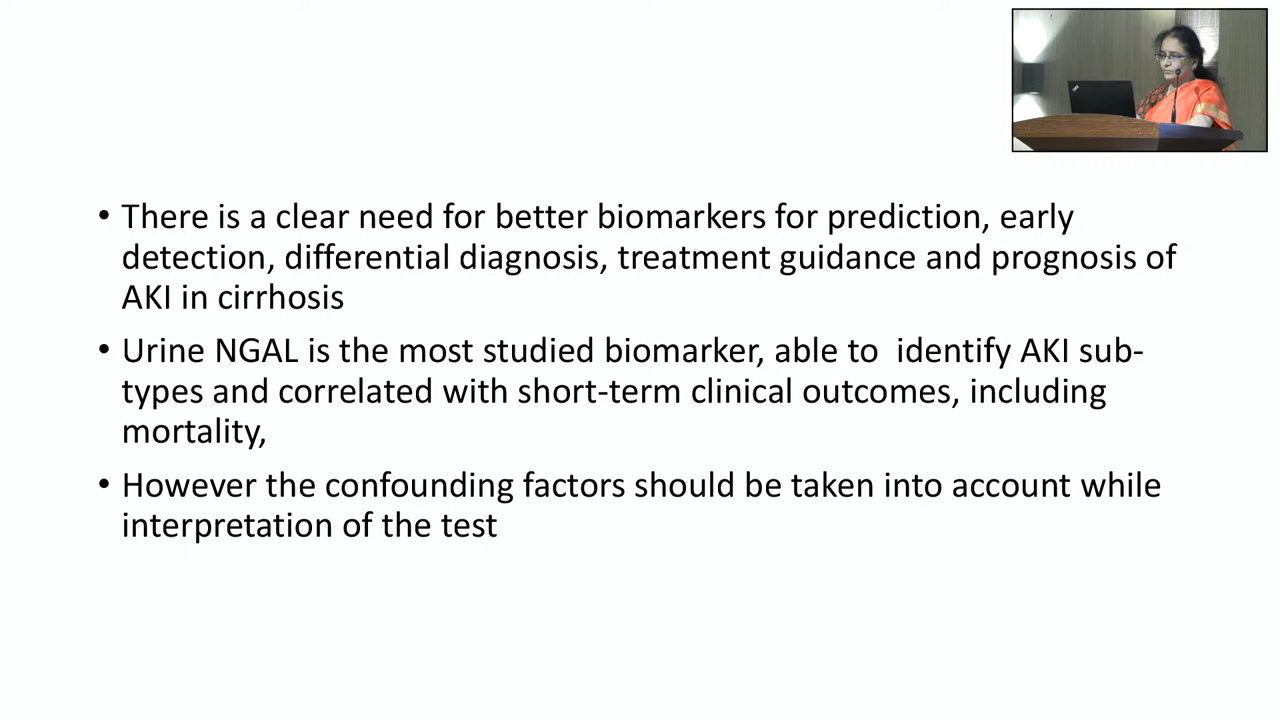 • There is a clear need for better biomarkers for prediction, early
detection, differential diagnosis, treatment guidance and prognosis of
AKI in cirrhosis
• Urine NGAL is the most studied biomarker, able to  identify AKI sub-
types and correlated with short-term clinical outcomes, including
mortality,
• However the confounding factors should be taken into account while
interpretation of the test